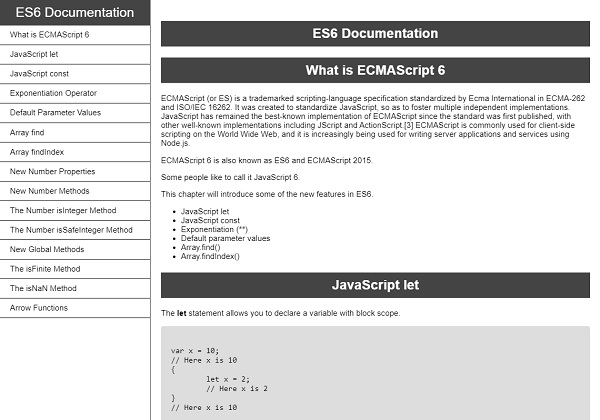 ES6 Documentation
What is ECMAScript 6
JavaScript let
JavaScript const
Exponentiation Operator
Default Parameter Values
Array find
Array findIndex
New Number Properties
New Number Methods
The Number isInteger Method
The Number isSafeInteger Method
New Global Methods
The isFinite Method
The isNaN Method
Arrow Functions
ES6 Documentation
What is ECMAScript 6
ECMAScript (or ES) is a trademarked scripting-language specification standardized by Ecma International in ECMA-262
and ISO/IEC 16262. It was created to standardize JavaScript, so as to foster multiple independent implementations.
JavaScript has remained the best-known implementation of ECMAScript since the standard was first published, with
other well-known implementations including JScript and ActionScript.[3] ECMAScript is commonly used for client-side
scripting on the World Wide Web, and it is increasingly being used for writing server applications and services using
Node.js.
ECMAScript 6 is also known as ES6 and ECMAScript 2015.
Some people like to call it JavaScript 6.
This chapter will introduce some of the new features in ES6.
• JavaScript let
• JavaScript const
• Exponentiation (**)
• Default parameter values
• Array.find()
• Array.findIndex()
JavaScript let
The let statement allows you to declare a variable with block scope.
var x = 10;
// Here x is 10
{
let x = 2;
// Here x is 2
}
// Here x is 10